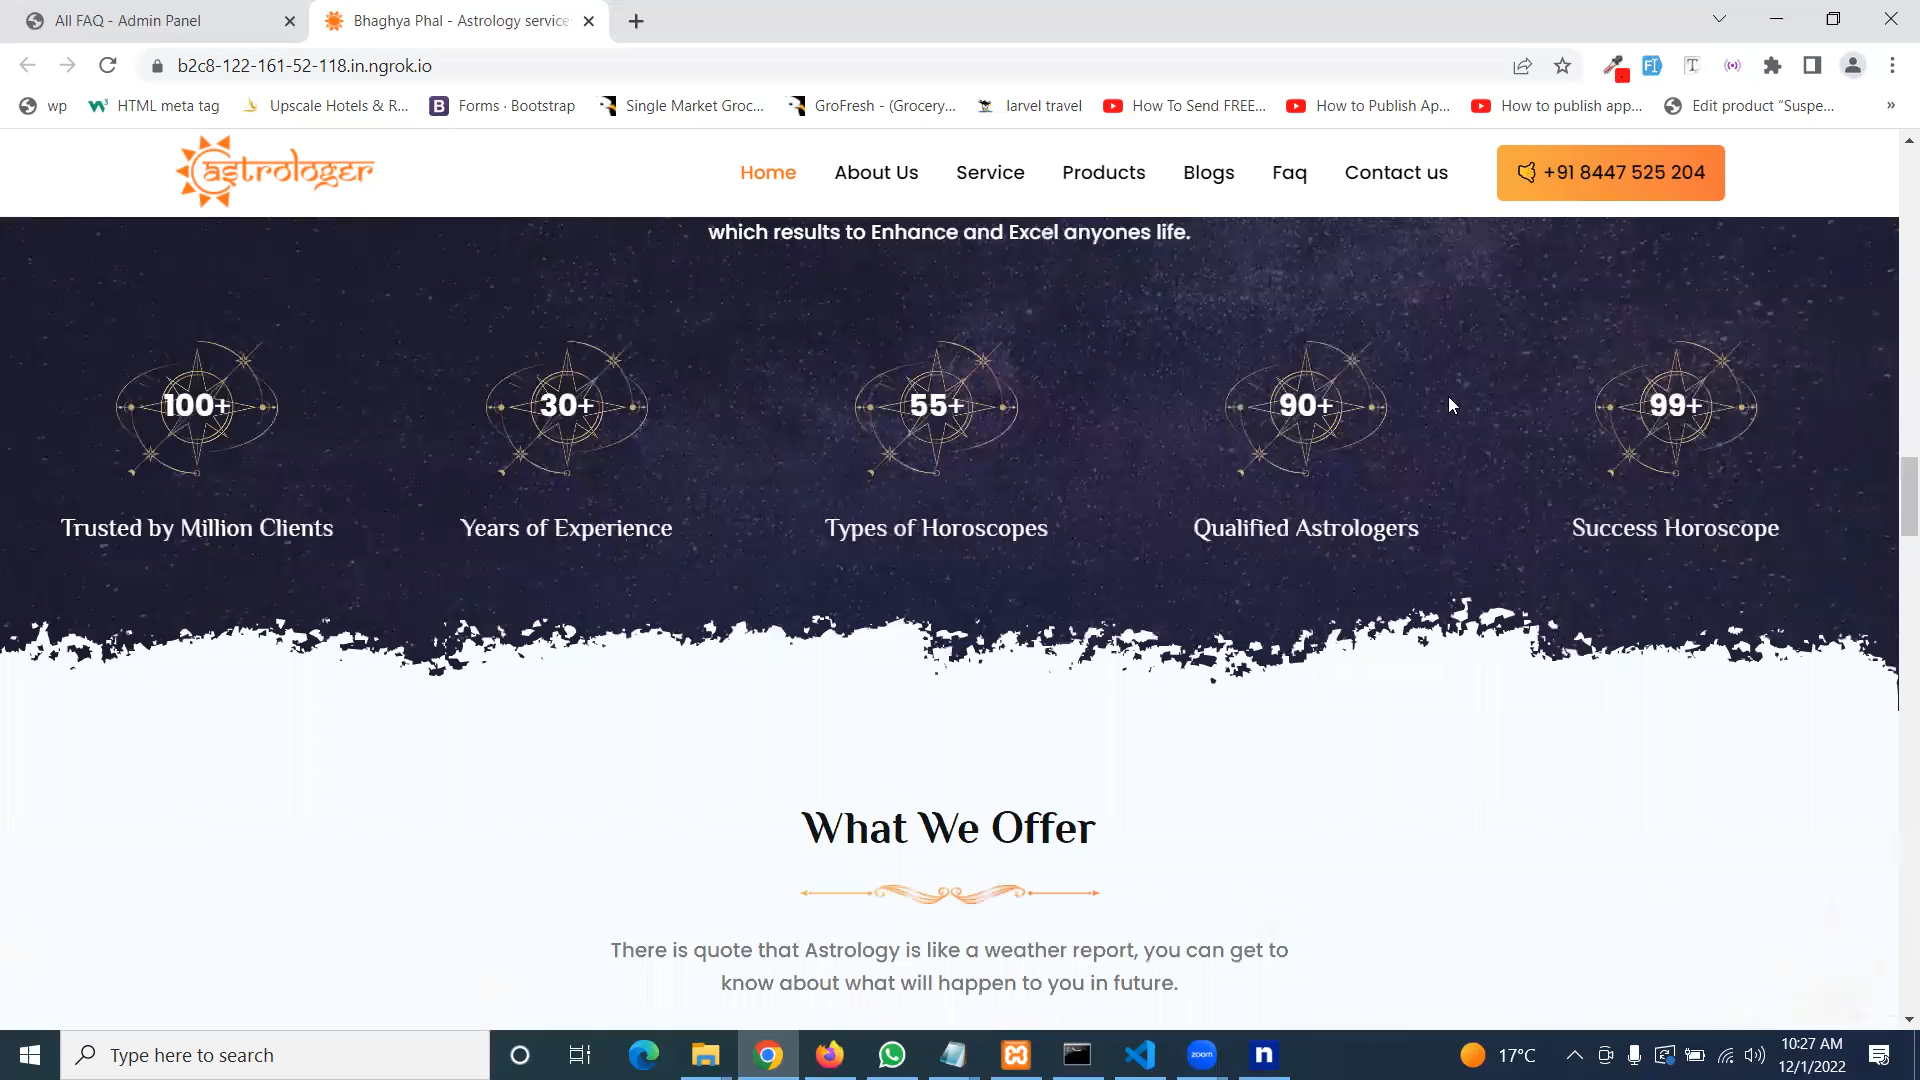 All FAQ - Admin Panel
Bhaghya Phal - Astrology service
b2c8-122-161-52-118.in.ngrok.io
wp
HTML meta tag
Upscale Hotels & R...
Forms · Bootstrap
Single Market Groc...
GroFresh - (Grocery...
larvel travel
How To Send FREE...
How to Publish Ap...
How to publish app...
Edit product “Suspe...
»
astrologer
Home
About Us
Service
Products
Blogs
Faq
Contact us
+91 8447 525 204
which results to Enhance and Excel anyones life.
100+
30+
55+
90+
99+
Trusted by Million Clients
Years of Experience
Types of Horoscopes
Qualified Astrologers
Success Horoscope
What We Offer
There is quote that Astrology is like a weather report, you can get to
know about what will happen to you in future.
Type here to search
zoom
n
17°C
10:27 AM
12/1/2022